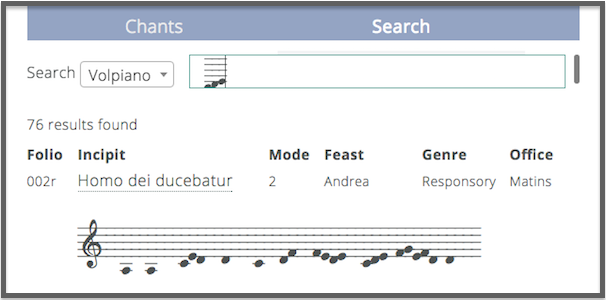 Chants Search
Search Volpiano
76 results found
Folio Incipit Mode Feast Genre Office
002r Homo dei ducebatur 2 Andrea Responsory Matins